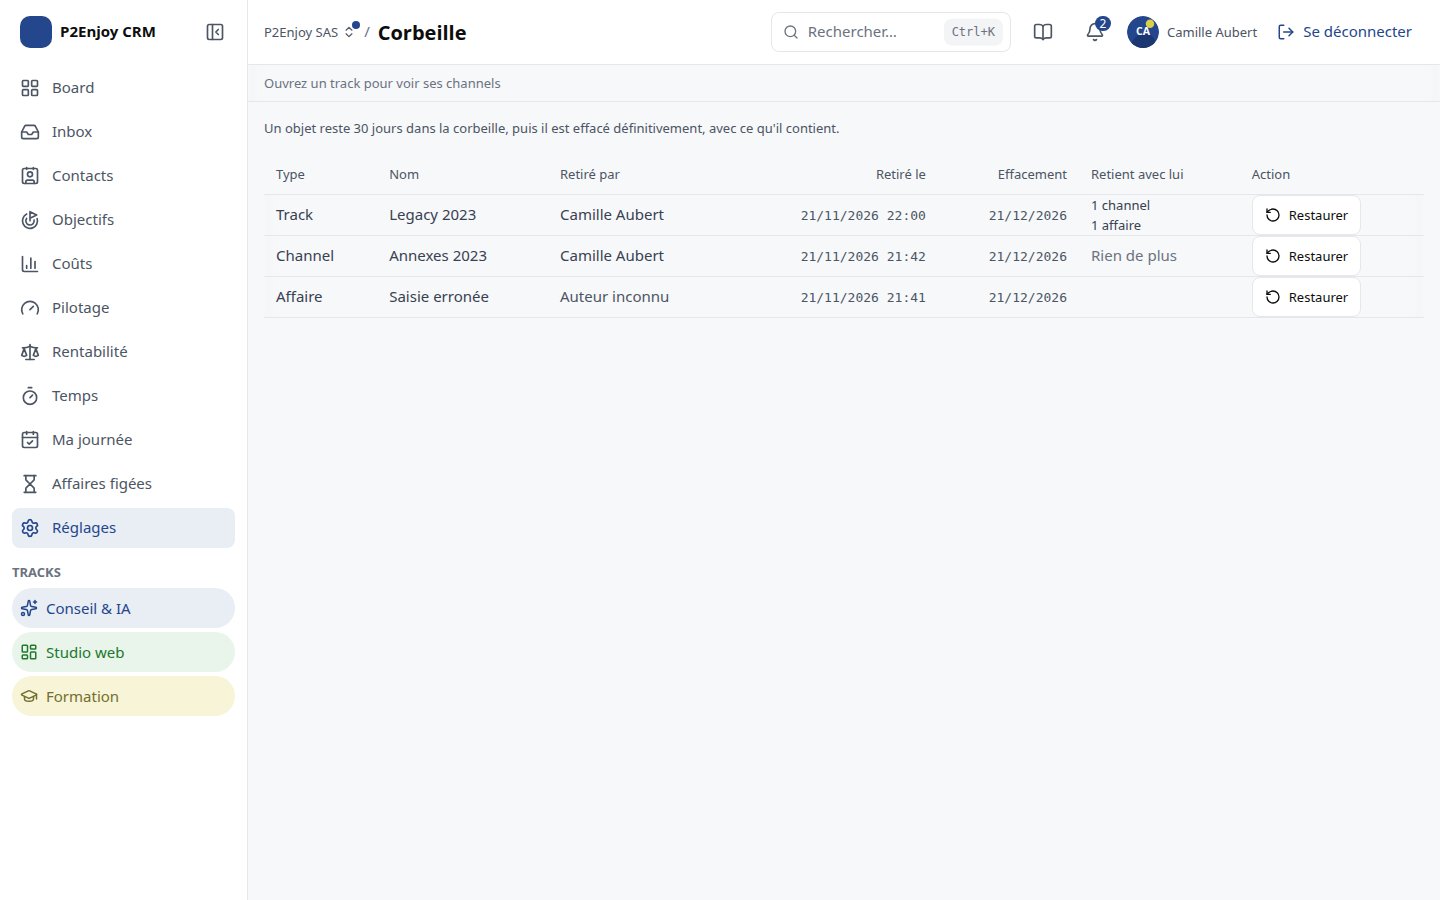 P2Enjoy CRM
Board
Inbox
Contacts
Objectifs
Coûts
Pilotage
Rentabilité
Temps
Ma journée
Affaires figées
Réglages
TRACKS
Conseil & IA
Studio web
Formation
P2Enjoy SAS / Corbeille
Rechercher... Ctrl+K
2
CA Camille Aubert
Se déconnecter
Ouvrez un track pour voir ses channels
Un objet reste 30 jours dans la corbeille, puis il est effacé définitivement, avec ce qu'il contient.
Type Nom Retiré par Retiré le Effacement Retient avec lui Action
Track Legacy 2023 Camille Aubert 21/11/2026 22:00 21/12/2026 1 channel 1 affaire Restaurer
Channel Annexes 2023 Camille Aubert 21/11/2026 21:42 21/12/2026 Rien de plus Restaurer
Affaire Saisie erronée Auteur inconnu 21/11/2026 21:41 21/12/2026 Restaurer